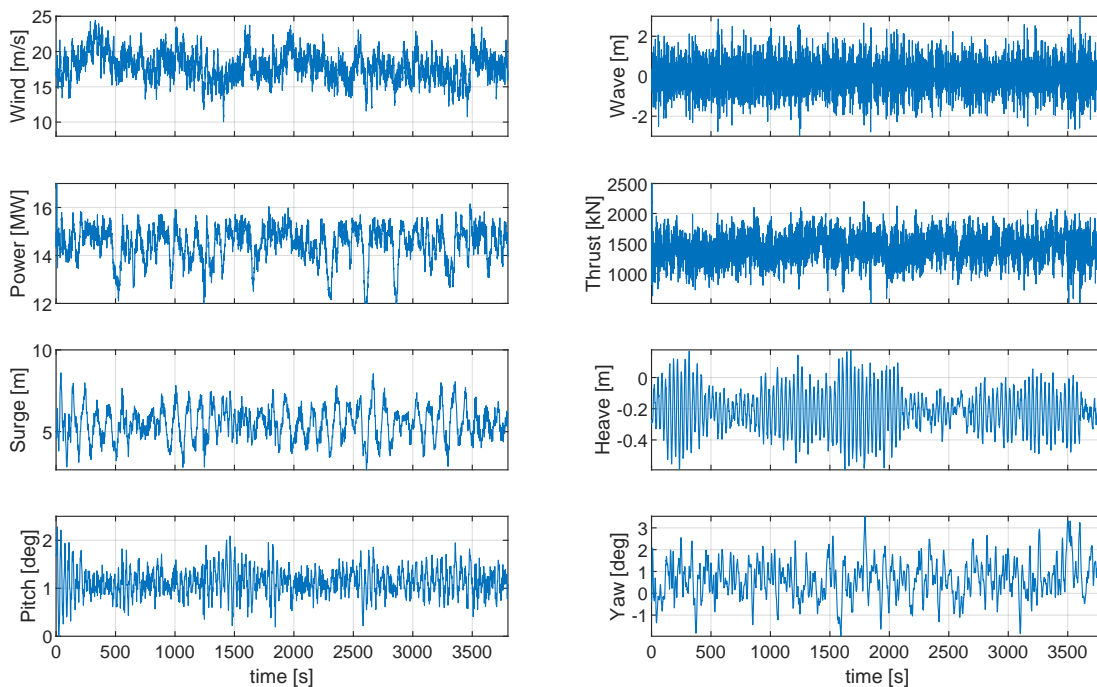 Wind [m/s]
25
20
15
10
Wave [m]
2
0
-2
Power [MW]
16
14
12
Thrust [kN]
2500
2000
1500
1000
Surge [m]
10
5
Heave [m]
0
-0.2
-0.4
Pitch [deg]
2
1
0
0 500 1000 1500 2000 2500 3000 3500
time [s]
Yaw [deg]
3
2
1
0
-1
0 500 1000 1500 2000 2500 3000 3500
time [s]